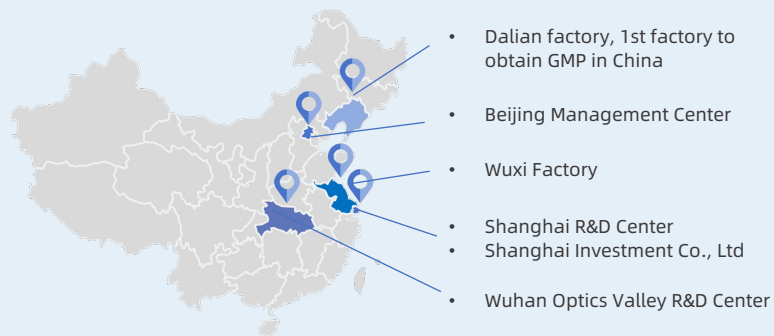 • Dalian factory, 1st factory to
obtain GMP in China
• Beijing Management Center
• Wuxi Factory
• Shanghai R&D Center
• Shanghai Investment Co., Ltd
• Wuhan Optics Valley R&D Center